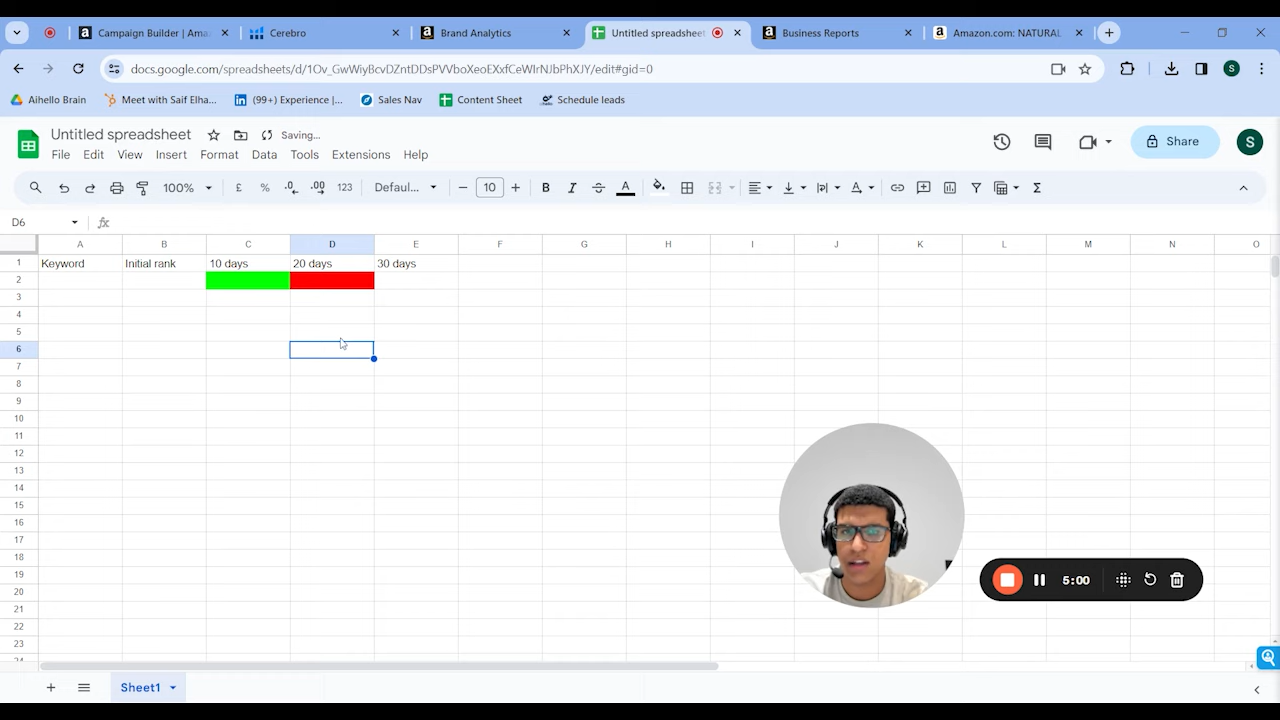 Campaign Builder | Ama
Cerebro
Brand Analytics
Untitled spreadsheet
Business Reports
Amazon.com: NATURAL
docs.google.com/spreadsheets/d/1Ov_GwWiyBcvDZntDDsPVVboXeoEXxfCeWIrNJbPhXJY/edit#gid=0
Aihello Brain
Meet with Saif Elha...
(99+) Experience |...
Sales Nav
Content Sheet
Schedule leads
Untitled spreadsheet
Saving...
File Edit View Insert Format Data Tools Extensions Help
Share
S
100%
£ % .0 .00 123
Defaul...
10
B I S A
D6
fx
A B C D E F G H I J K L M N O
1 Keyword Initial rank 10 days 20 days 30 days
2
3
4
5
6
7
8
9
10
11
12
13
14
15
16
17
18
19
20
21
22
23
24
5:00
Sheet1